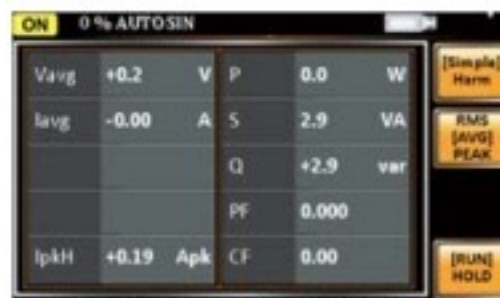 ON 0 % AUTO SIN
Vavg +0.2 V P 0.0 W
Iavg -0.00 A S 2.9 VA
Q +2.9 var
PF 0.000
IpkH +0.19 Apk CF 0.00
[Simple]
Harm
RMS
[AVG]
PEAK
[RUN]
HOLD